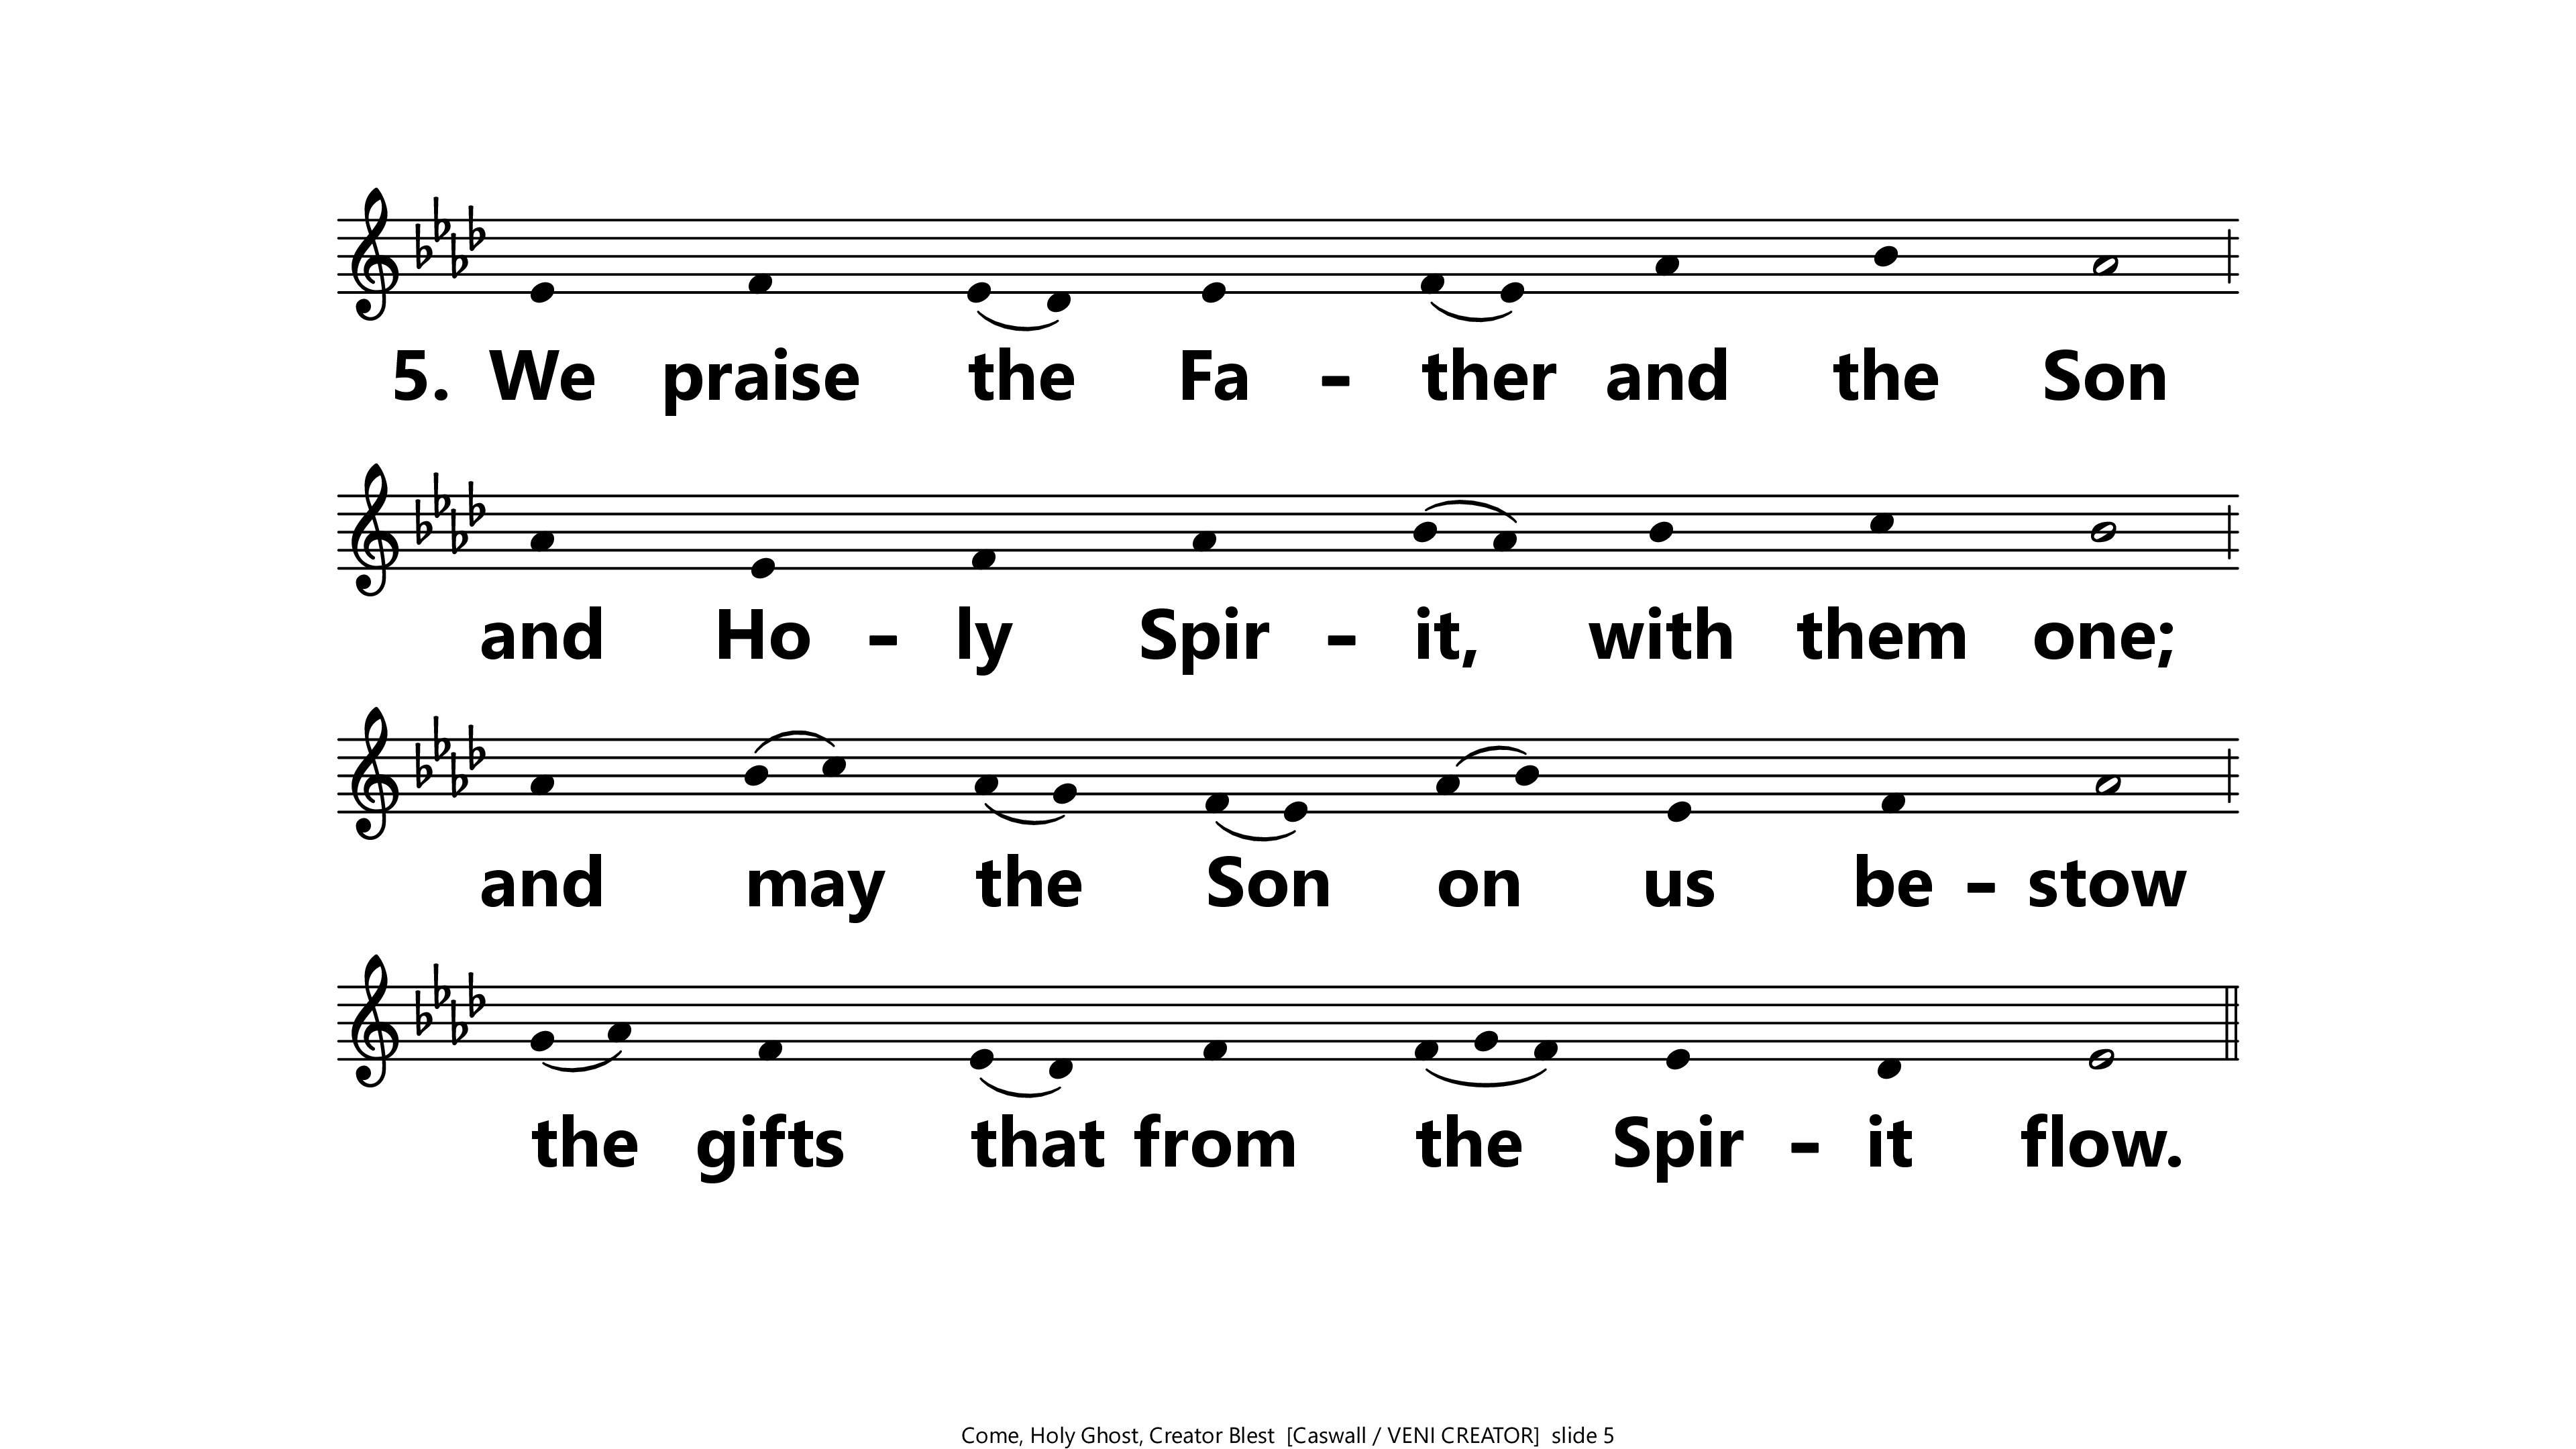 5. We praise the Fa - ther and the Son
and Ho - ly Spir - it, with them one;
and may the Son on us be - stow
the gifts that from the Spir - it flow.
Come, Holy Ghost, Creator Blest [Caswall / VENI CREATOR] slide 5